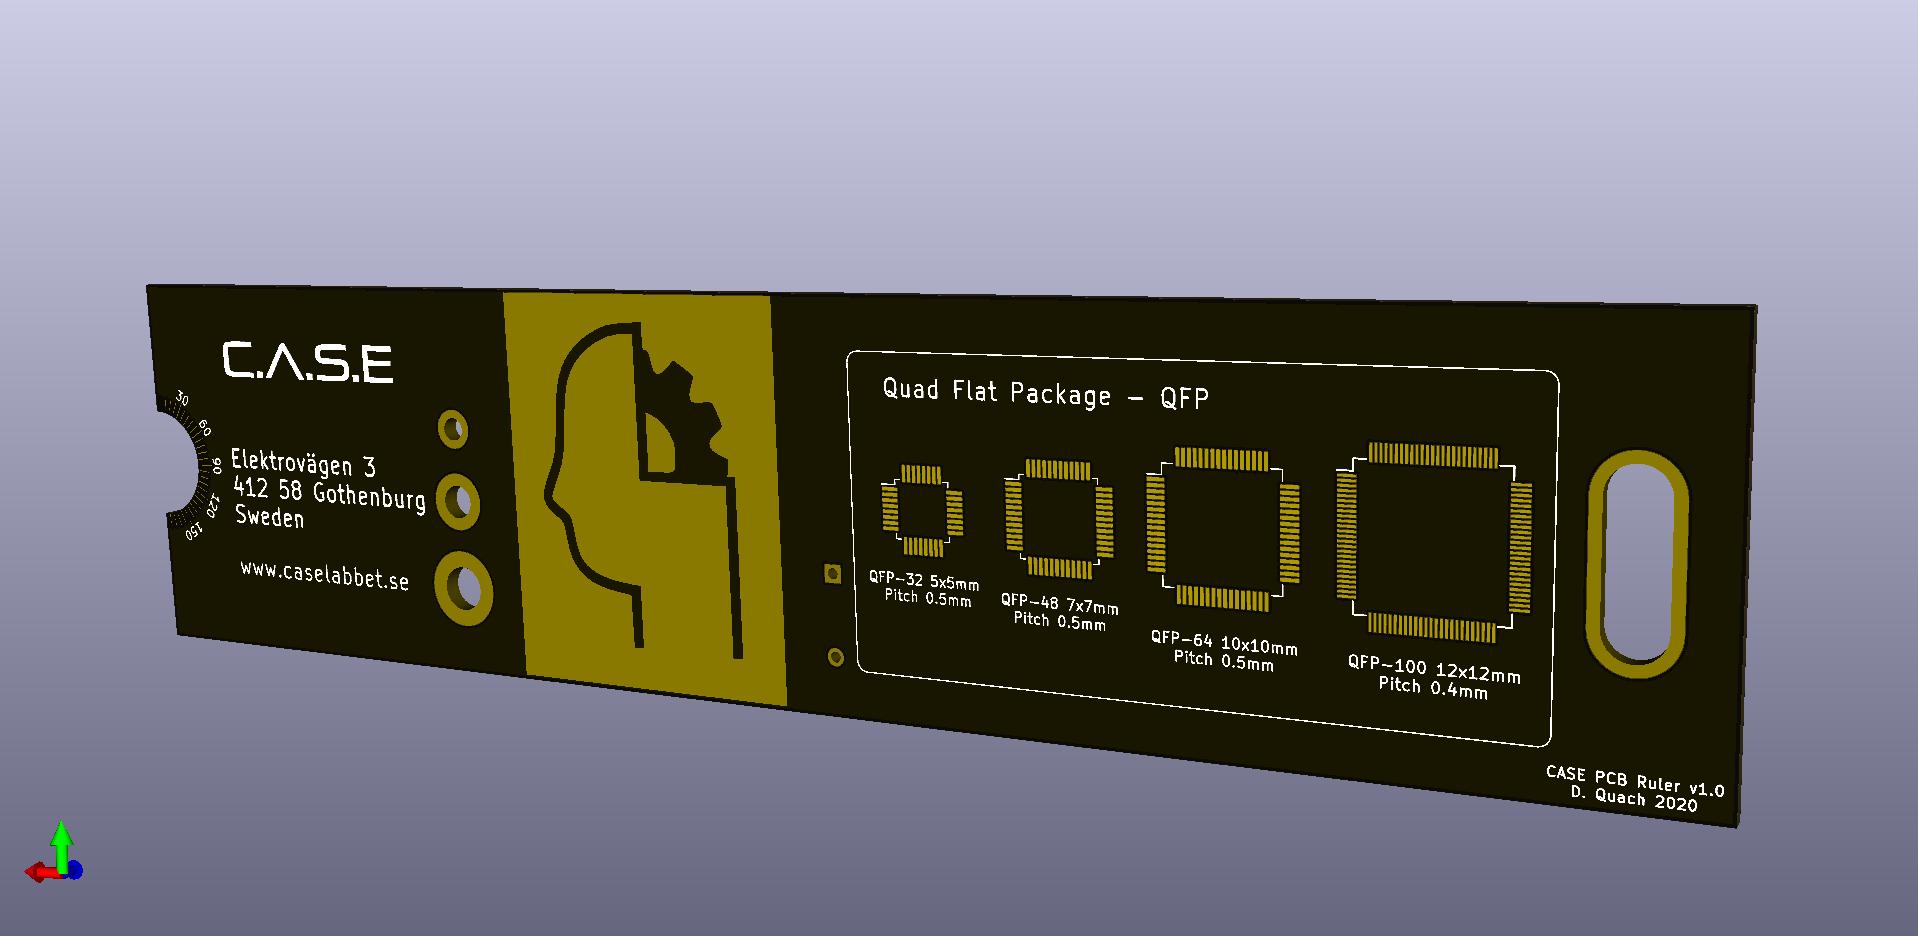 C.A.S.E
30
60
90
120
150
Elektrovägen 3
412 58 Gothenburg
Sweden
www.caselabbet.se
Quad Flat Package – QFP
QFP–32 5x5mm
Pitch 0.5mm
QFP–48 7x7mm
Pitch 0.5mm
QFP–64 10x10mm
Pitch 0.5mm
QFP–100 12x12mm
Pitch 0.4mm
CASE PCB Ruler v1.0
D. Quach 2020